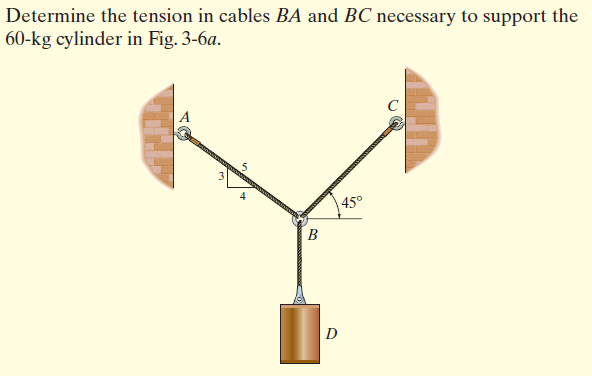 Determine the tension in cables BA and BC necessary to support the
60-kg cylinder in Fig. 3-6a.
C
A
5
3
4
45°
B
D